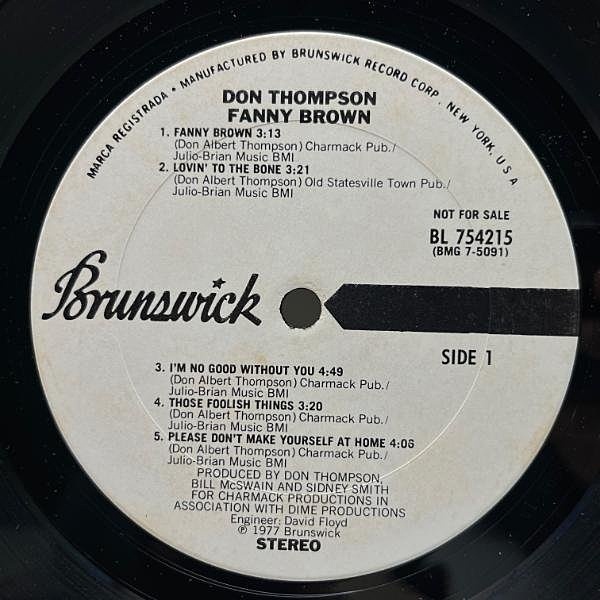 MARCA REGISTRADA • MANUFACTURED BY BRUNSWICK RECORD CORP. NEW YORK, U.S.A
DON THOMPSON
FANNY BROWN
1. FANNY BROWN 3:13
(Don Albert Thompson) Charmack Pub./
Julio-Brian Music BMI
2. LOVIN' TO THE BONE 3:21
(Don Albert Thompson) Old Statesville Town Pub./
Julio-Brian Music BMI
NOT FOR SALE
BL 754215
(BMG 7-5091)
Brunswick
SIDE 1
3. I'M NO GOOD WITHOUT YOU 4:49
(Don Albert Thompson) Charmack Pub./
Julio-Brian Music BMI
4. THOSE FOOLISH THINGS 3:20
(Don Albert Thompson) Charmack Pub./
Julio-Brian Music BMI
5. PLEASE DON'T MAKE YOURSELF AT HOME 4:06
(Don Albert Thompson) Charmack Pub./
Julio-Brian Music BMI
PRODUCED BY DON THOMPSON,
BILL McSWAIN AND SIDNEY SMITH
FOR CHARMACK PRODUCTIONS IN
ASSOCIATION WITH DIME PRODUCTIONS
Engineer: David Floyd
℗ 1977 Brunswick
STEREO